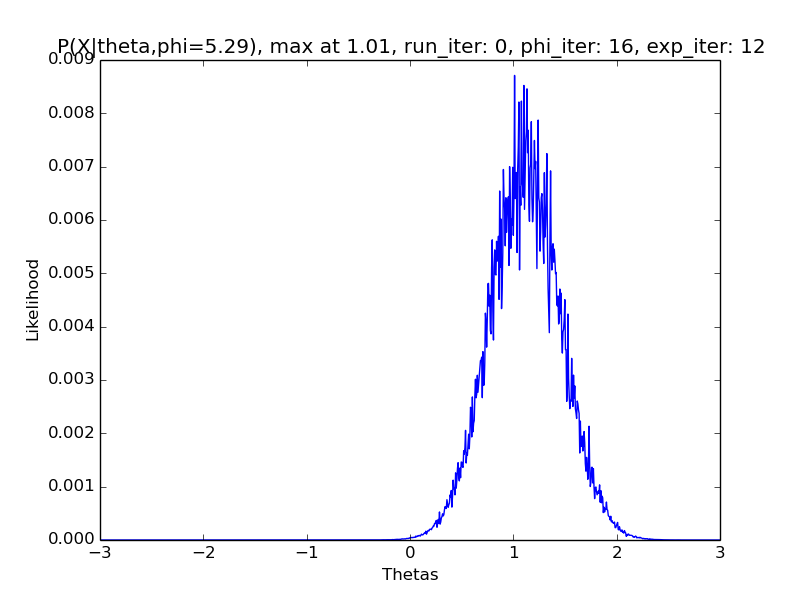 P(X|theta,phi=5.29), max at 1.01, run_iter: 0, phi_iter: 16, exp_iter: 12
0.009
0.008
0.007
0.006
0.005
0.004
0.003
0.002
0.001
0.000
Likelihood
−3 −2 −1 0 1 2 3
Thetas